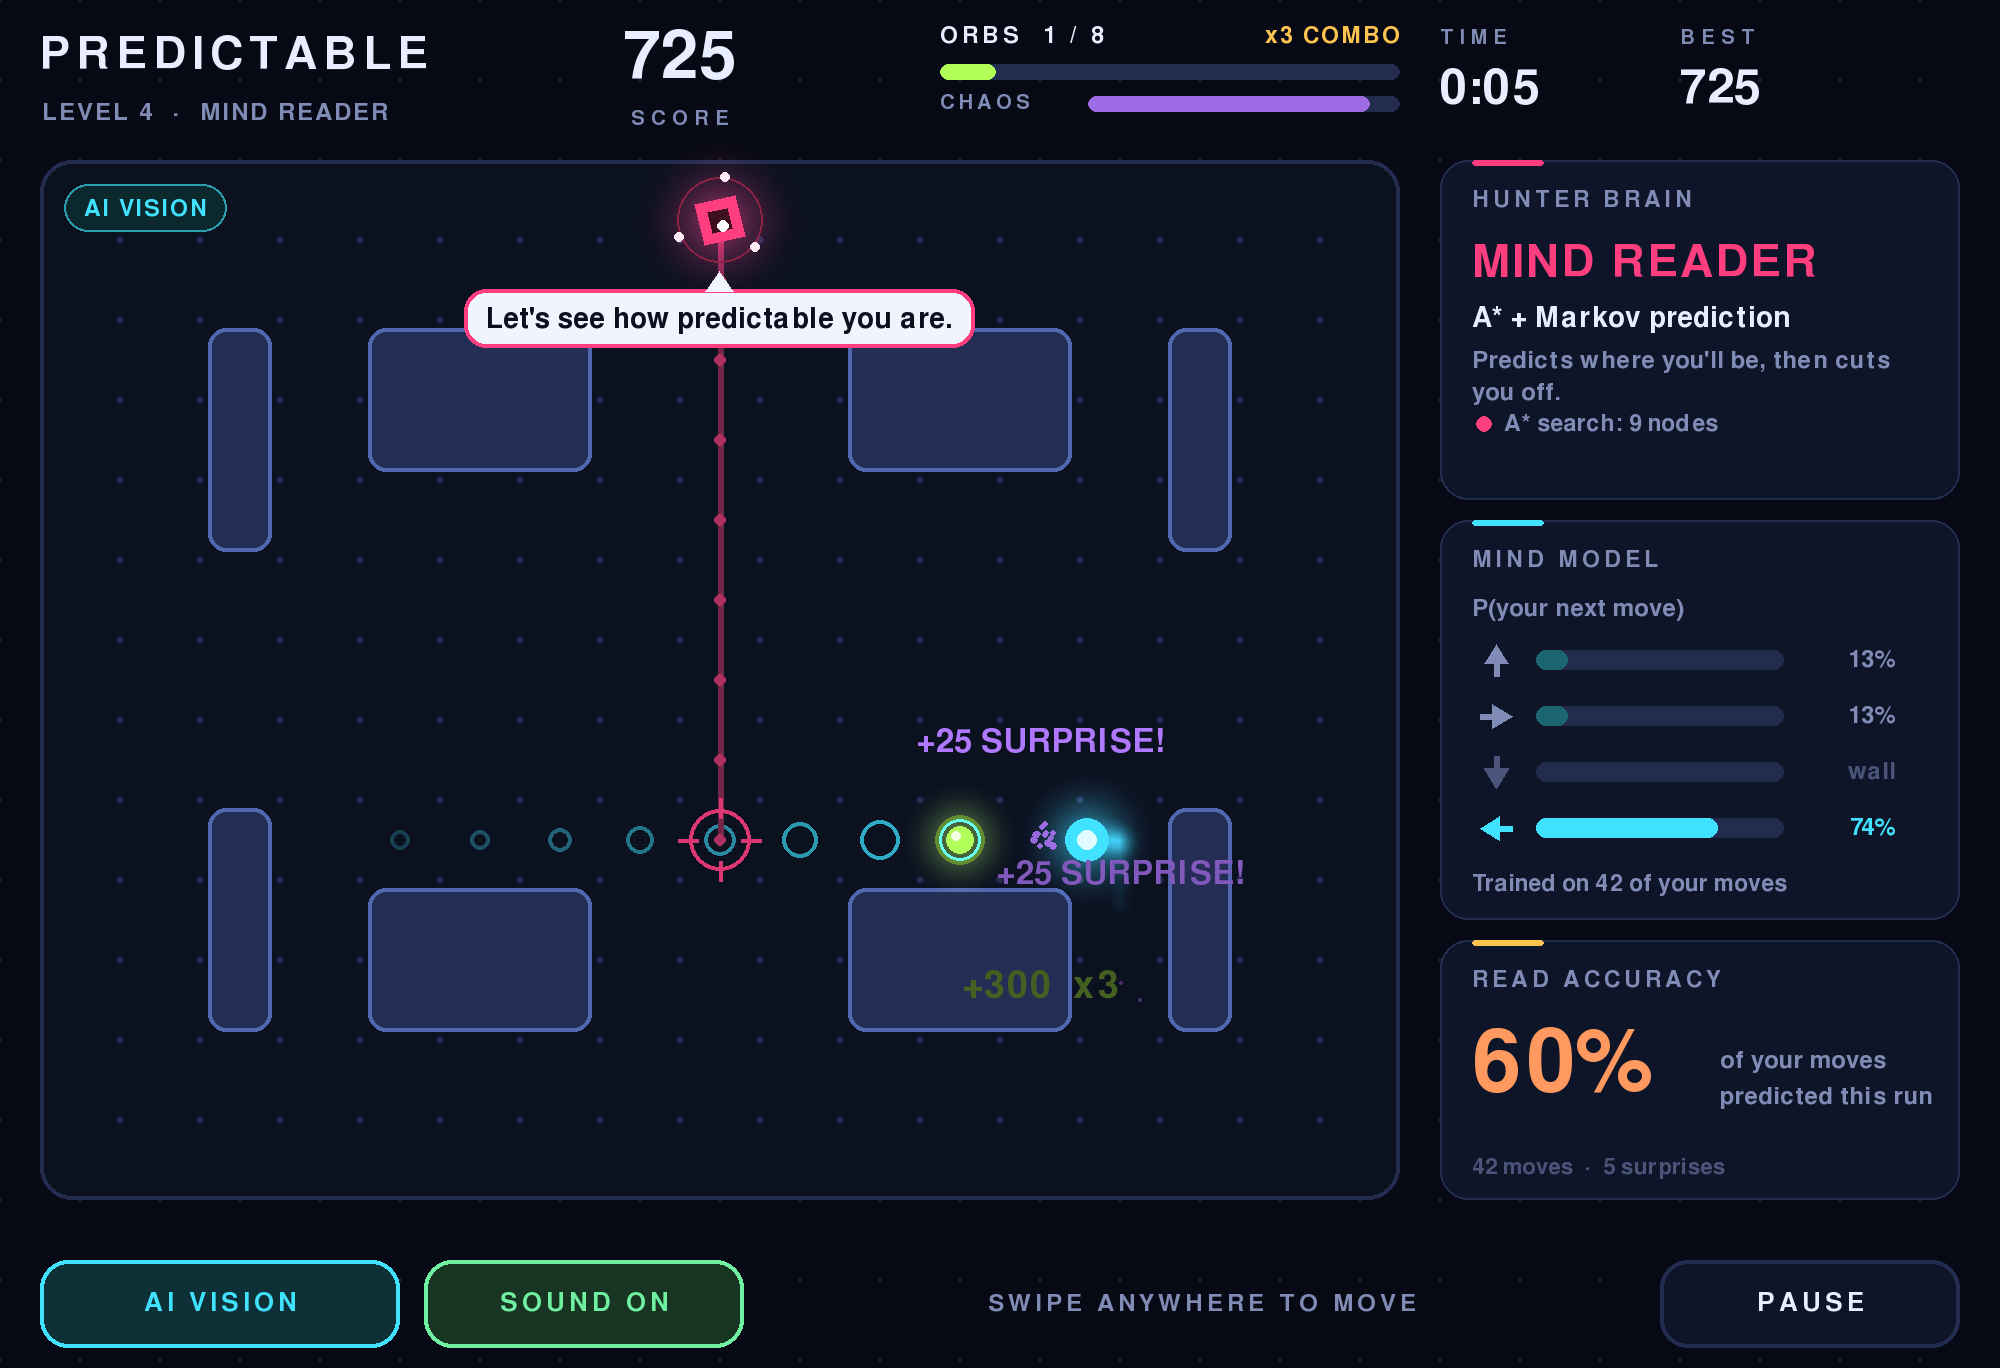 PREDICTABLE
LEVEL 4 · MIND READER
725
SCORE
ORBS 1 / 8
x3 COMBO
CHAOS
TIME
0:05
BEST
725
AI VISION
Let's see how predictable you are.
+25 SURPRISE!
+25 SURPRISE!
+300 x3
HUNTER BRAIN
MIND READER
A* + Markov prediction
Predicts where you'll be, then cuts
you off.
A* search: 9 nodes
MIND MODEL
P(your next move)
13%
13%
wall
74%
Trained on 42 of your moves
READ ACCURACY
60%
of your moves
predicted this run
42 moves · 5 surprises
AI VISION
SOUND ON
SWIPE ANYWHERE TO MOVE
PAUSE